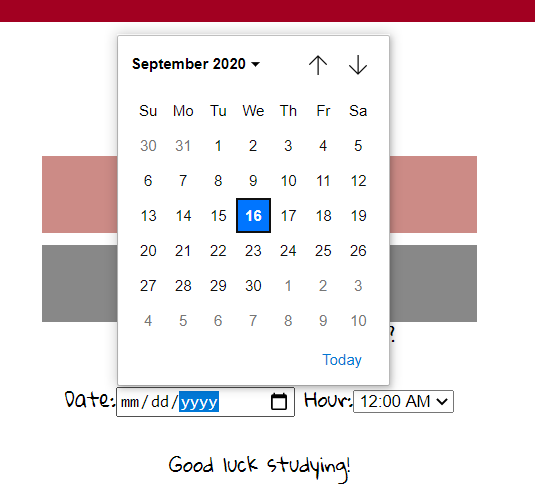 September 2020
Su Mo Tu We Th Fr Sa
30 31 1 2 3 4 5
6 7 8 9 10 11 12
13 14 15 16 17 18 19
20 21 22 23 24 25 26
27 28 29 30 1 2 3
4 5 6 7 8 9 10
?
Today
Date: mm/dd/yyyy Hour: 12:00 AM
Good luck studying!